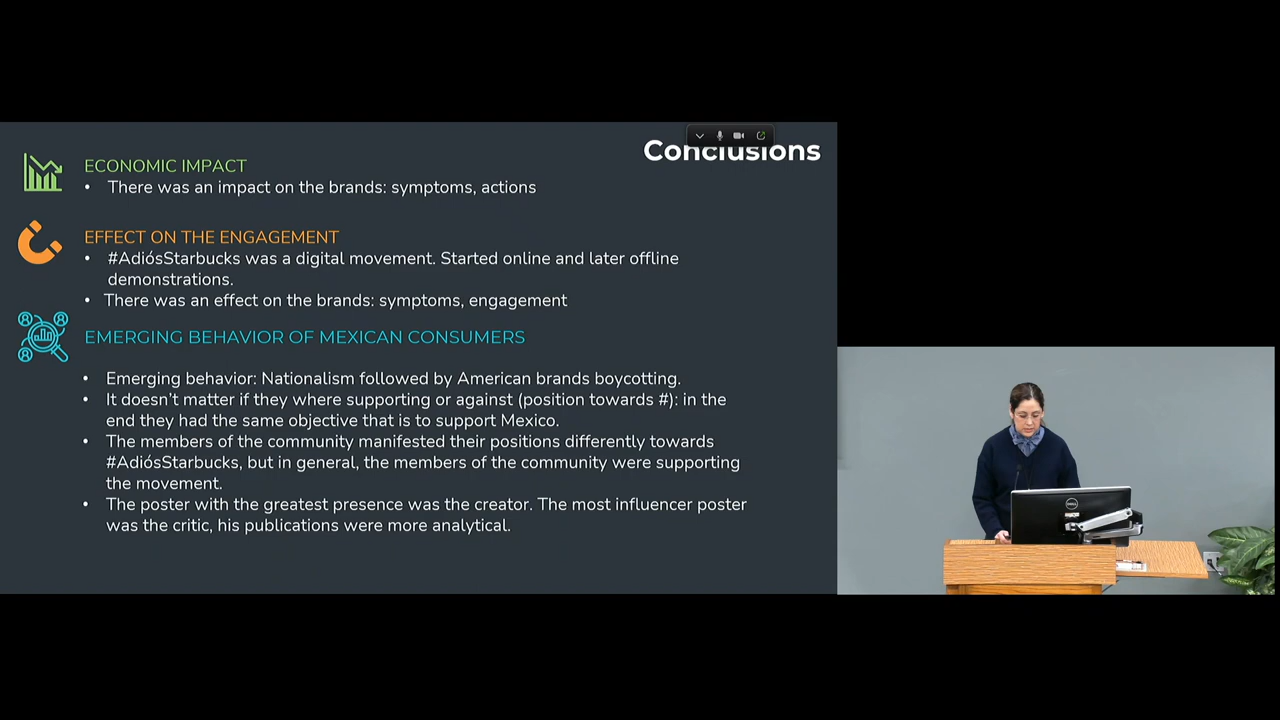 Conclusions
ECONOMIC IMPACT
• There was an impact on the brands: symptoms, actions
EFFECT ON THE ENGAGEMENT
• #AdiósStarbucks was a digital movement. Started online and later offline
demonstrations.
• There was an effect on the brands: symptoms, engagement
EMERGING BEHAVIOR OF MEXICAN CONSUMERS
• Emerging behavior: Nationalism followed by American brands boycotting.
• It doesn't matter if they where supporting or against (position towards #): in the
end they had the same objective that is to support Mexico.
• The members of the community manifested their positions differently towards
#AdiósStarbucks, but in general, the members of the community were supporting
the movement.
• The poster with the greatest presence was the creator. The most influencer poster
was the critic, his publications were more analytical.
DELL